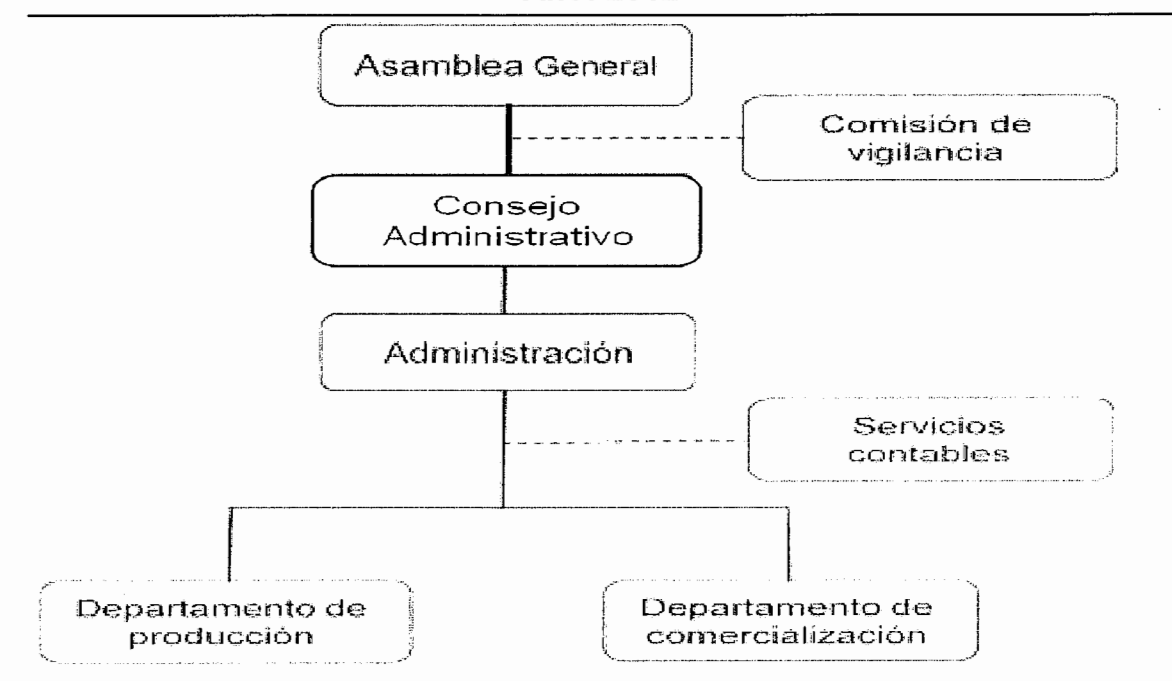 Asamblea General
Comisión de
vigilancia
Consejo
Administrativo
Administración
Servicios
contables
Departamento de
producción
Departamento de
comercialización